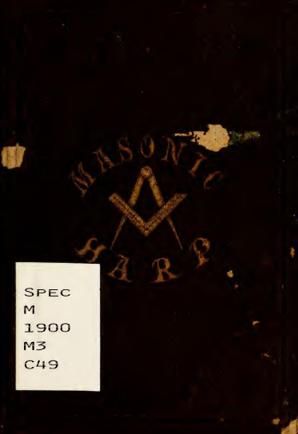 MASONIC
HARP
SPEC
M
1900
M3
C49